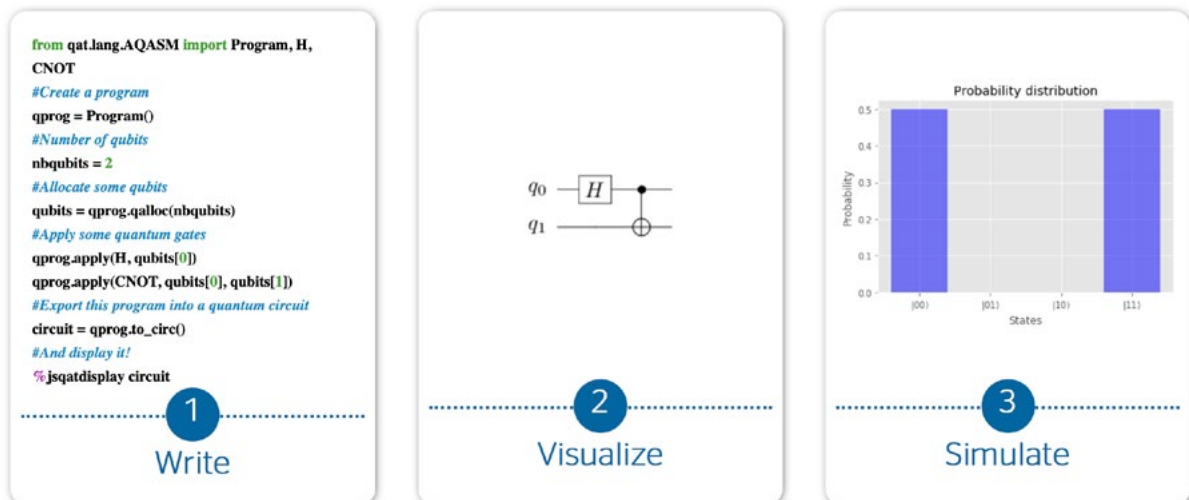 from qat.lang.AQASM import Program, H,
CNOT
#Create a program
qprog = Program()
#Number of qubits
nbqubits = 2
#Allocate some qubits
qubits = qprog.qalloc(nbqubits)
#Apply some quantum gates
qprog.apply(H, qubits[0])
qprog.apply(CNOT, qubits[0], qubits[1])
#Export this program into a quantum circuit
circuit = qprog.to_circ()
#And display it!
%jsqatdisplay circuit
1
Write
q0
H
q1
2
Visualize
Probability distribution
0.5
0.4
0.3
0.2
0.1
0.0
Probability
|00⟩ |01⟩ |10⟩ |11⟩
States
3
Simulate